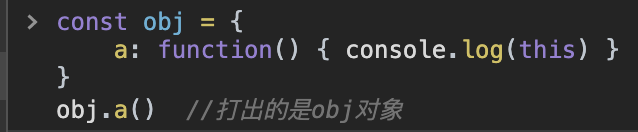 > const obj = {
    a: function() { console.log(this) }
}
obj.a()  //打出的是obj对象